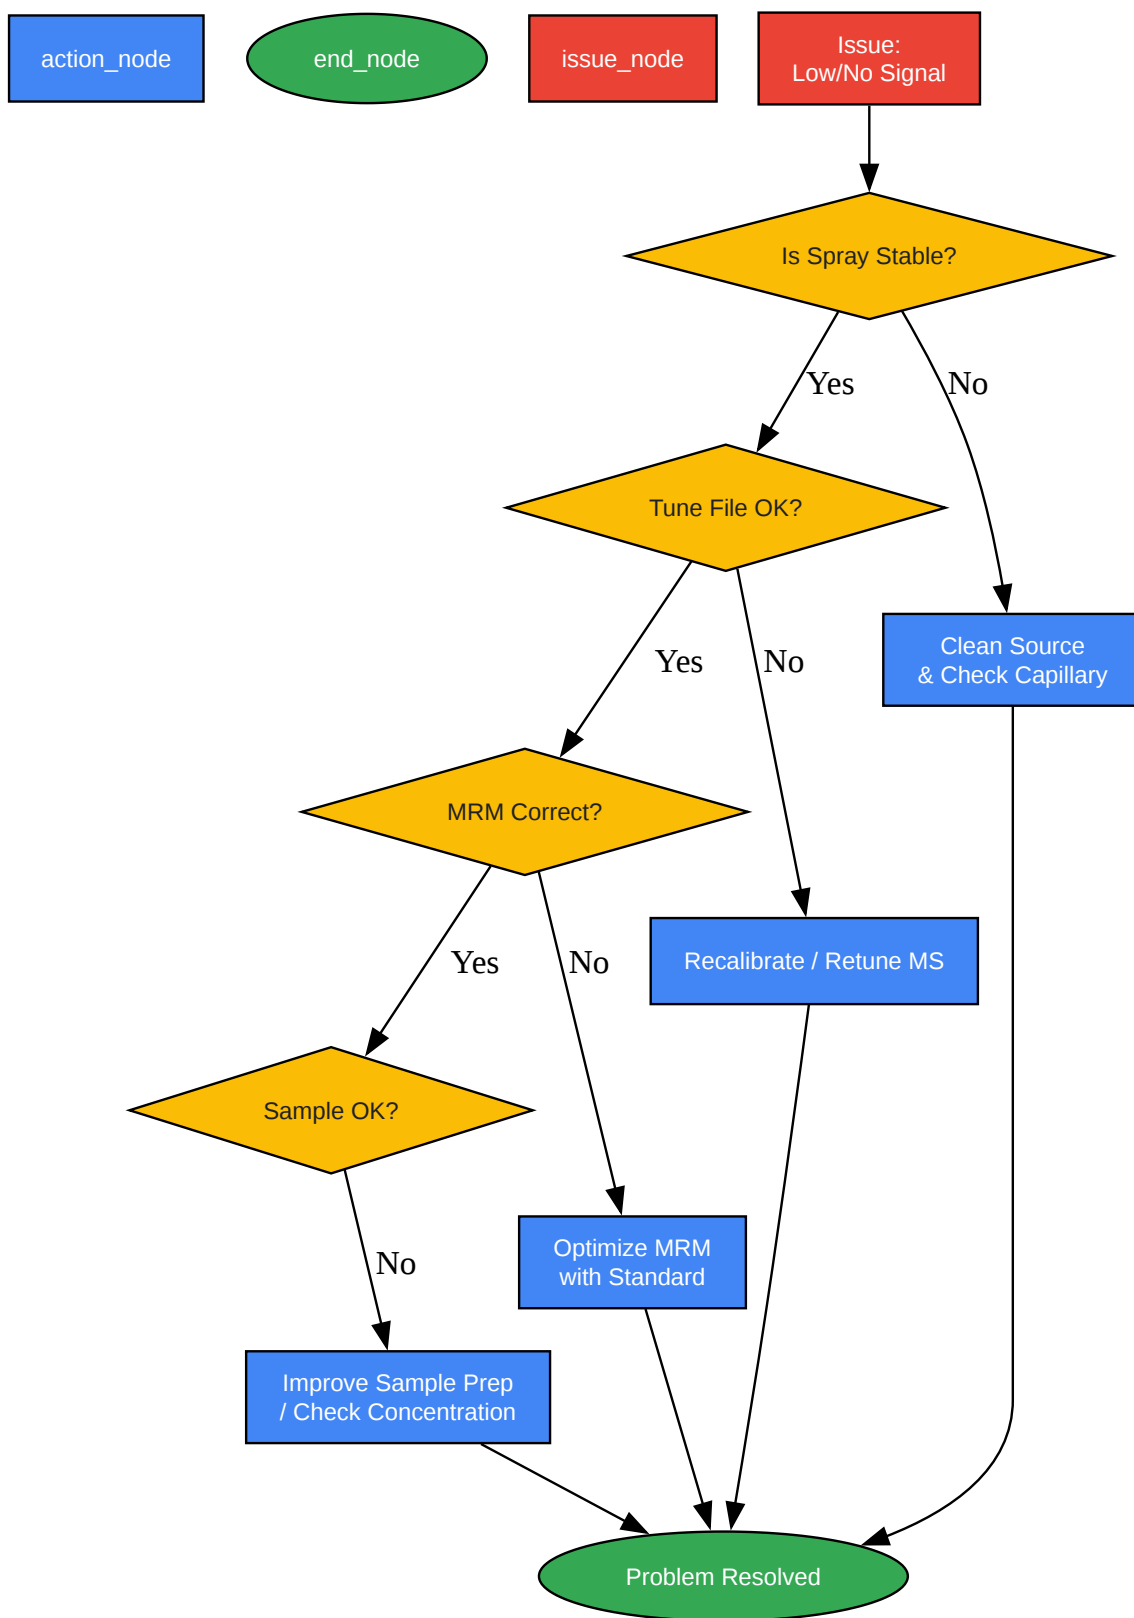 action_node
end_node
issue_node
Issue:
Low/No Signal
Is Spray Stable?
Yes
No
Tune File OK?
Clean Source
& Check Capillary
Yes
No
MRM Correct?
Recalibrate / Retune MS
Yes
No
Sample OK?
Optimize MRM
with Standard
No
Improve Sample Prep
/ Check Concentration
Problem Resolved